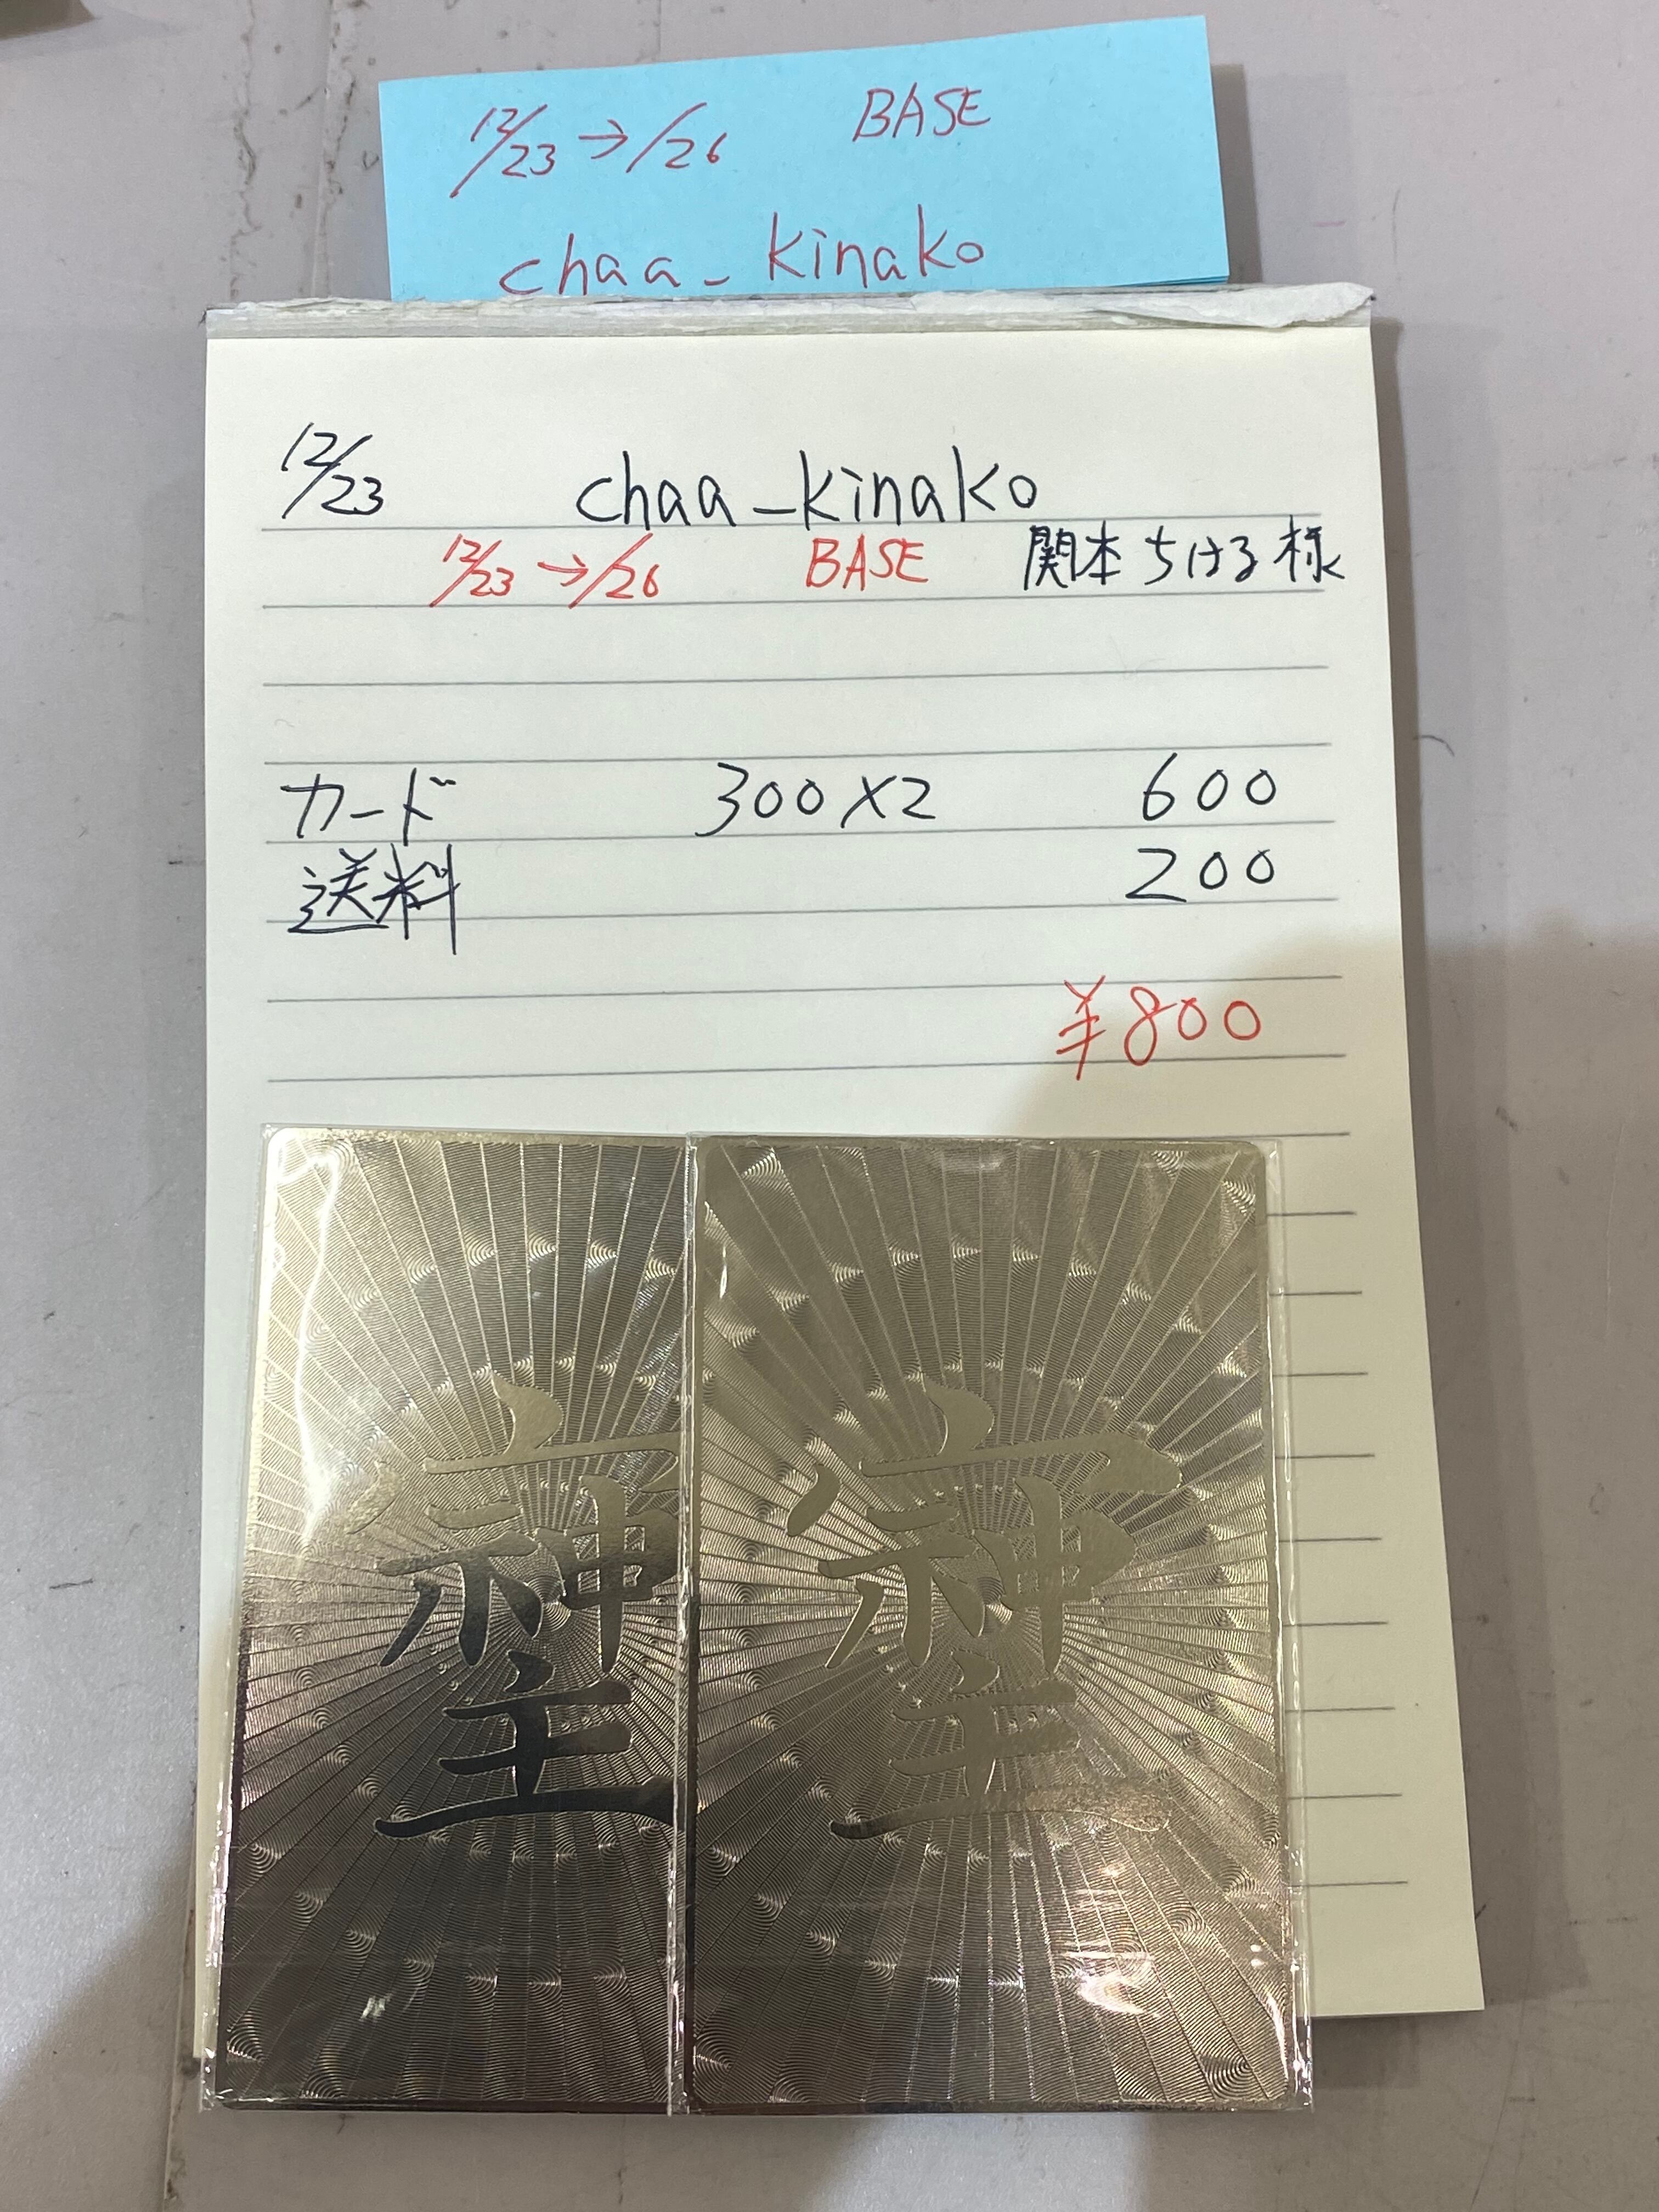 12/23→/26 BASE
chaa_kinako
12/23 chaa_kinako
12/23→/26 BASE 関本ちける様
カード 300×2 600
送料 200
¥800